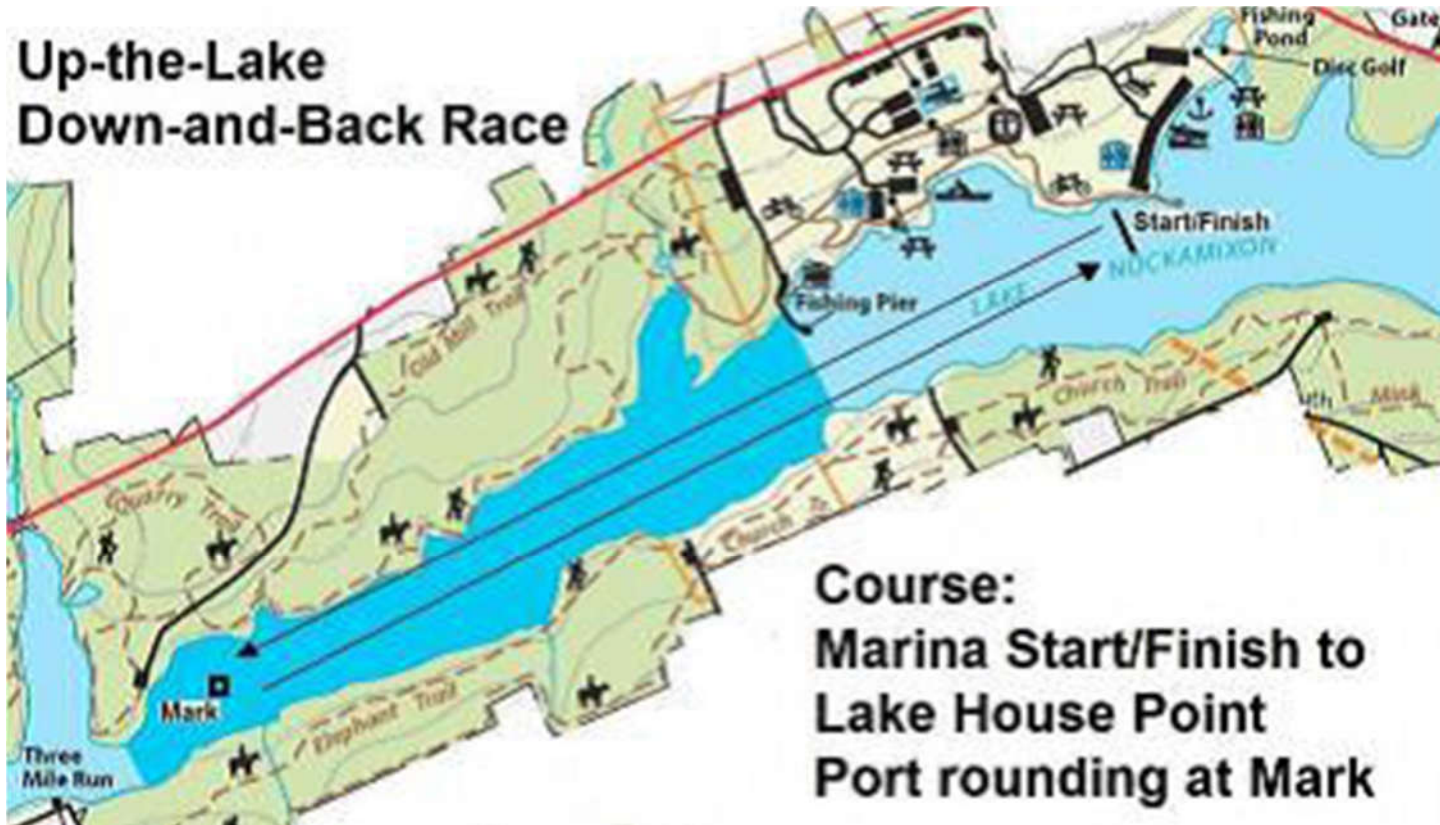 Up-the-Lake
Down-and-Back Race
Fishing
Pond
Gate
Disc Golf
Start/Finish
LAKE NOCKAMIXON
Fishing Pier
Old Mill Trail
Church Trail
Mink
Quarry Trail
Church Tr
Mark
Elephant Trail
Three
Mile Run
Course:
Marina Start/Finish to
Lake House Point
Port rounding at Mark